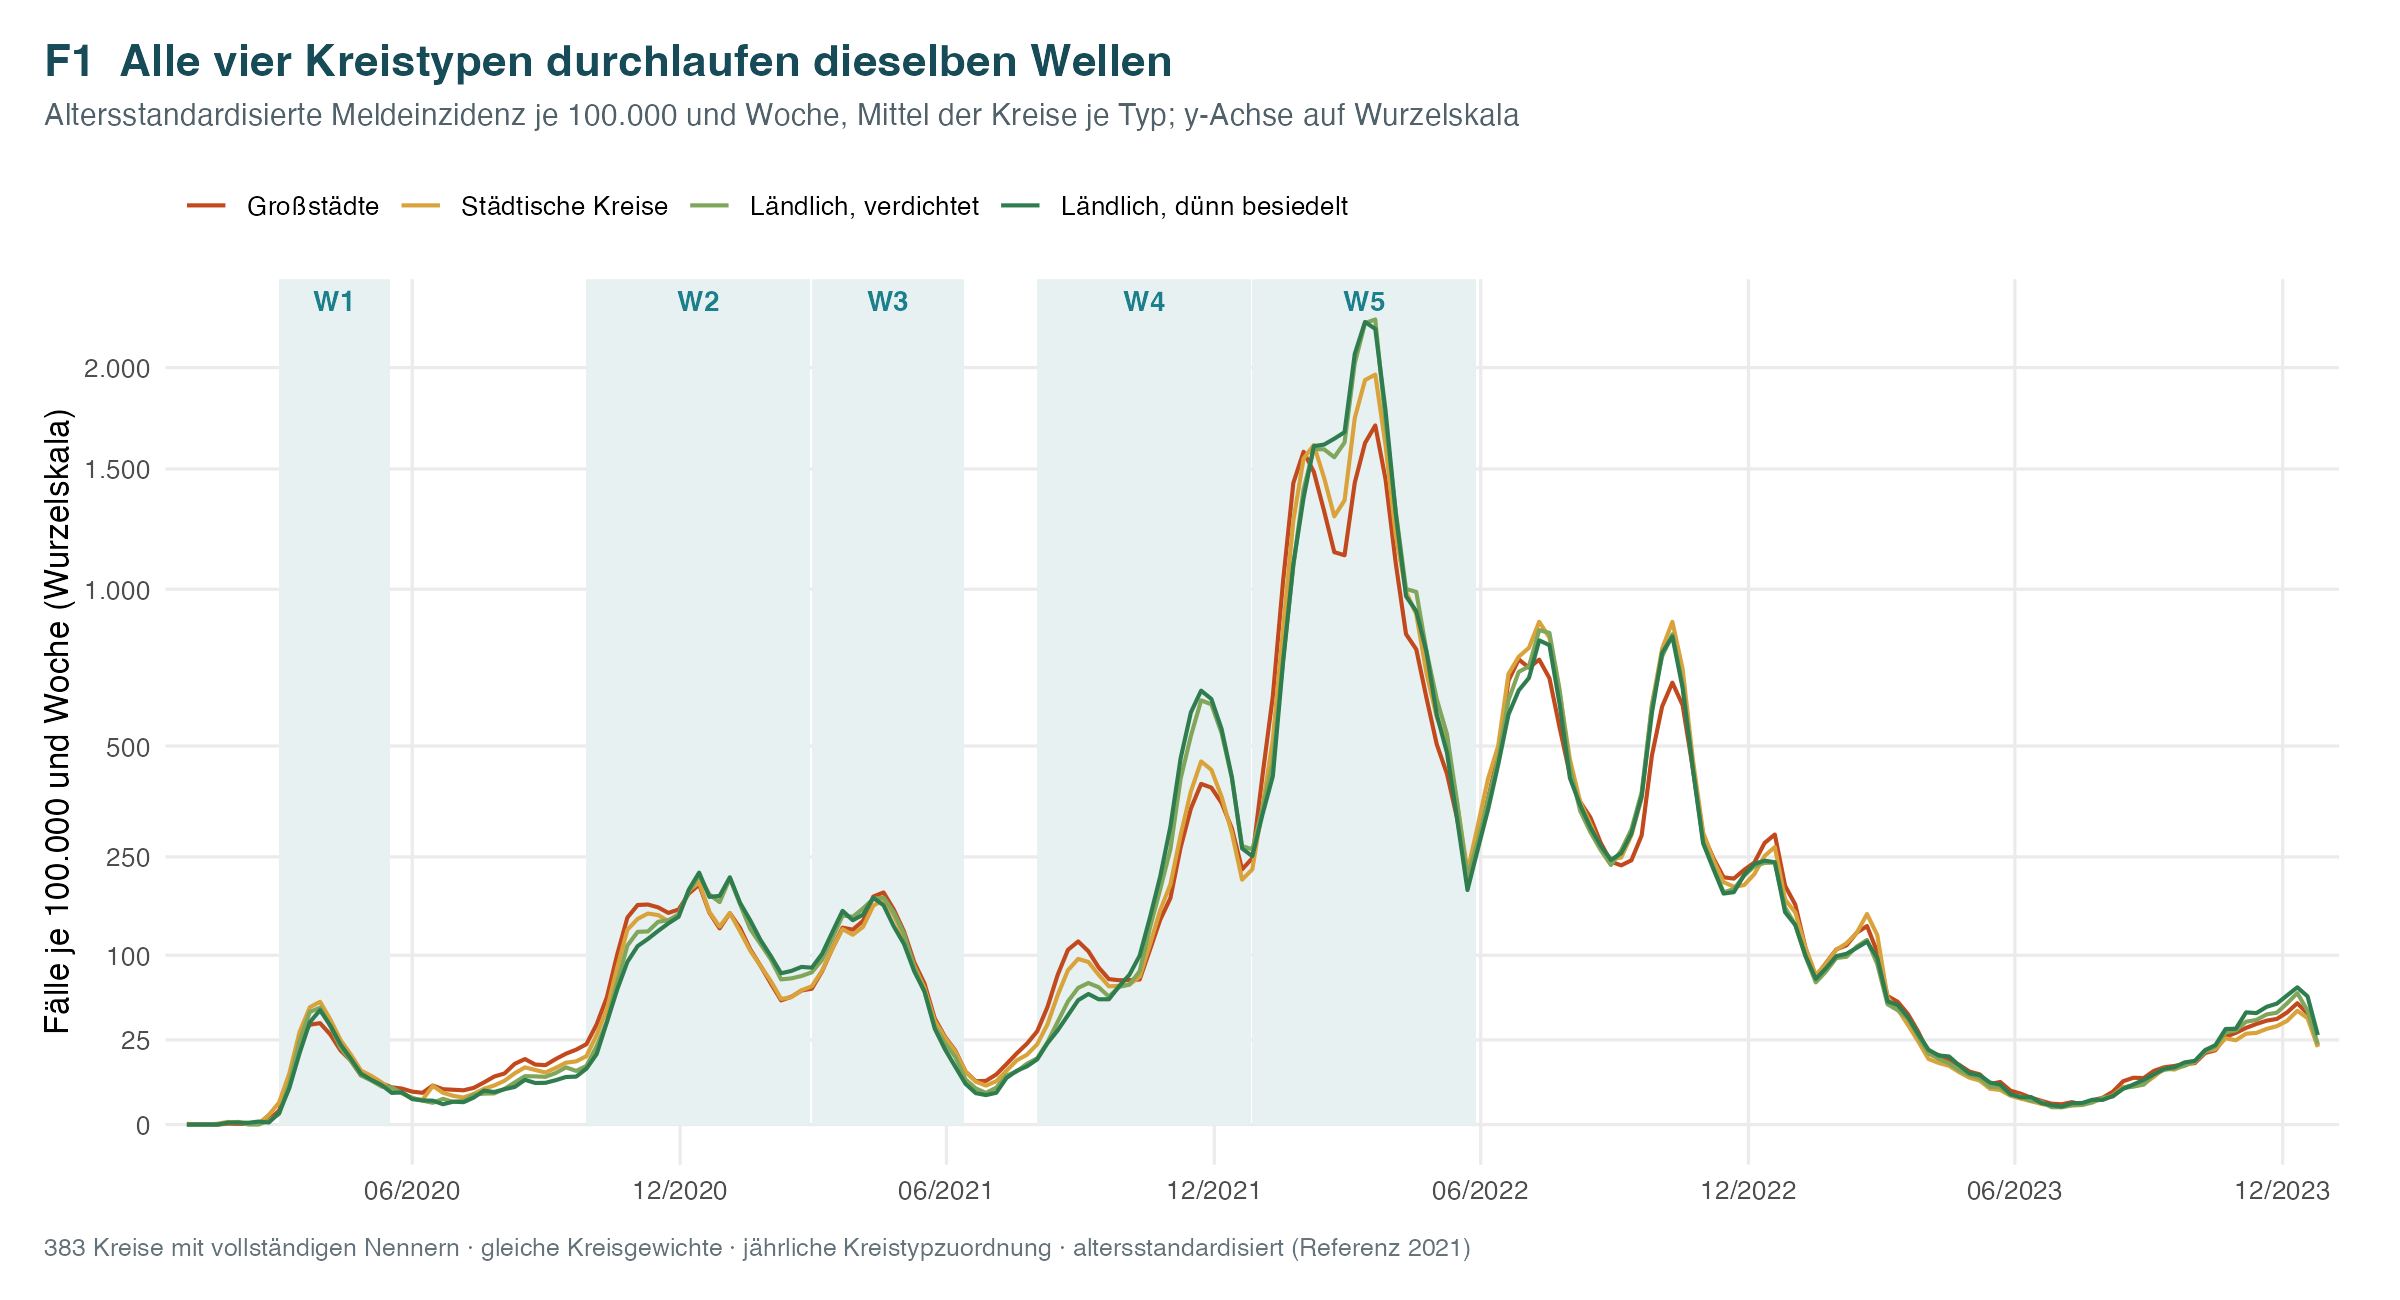 F1 Alle vier Kreistypen durchlaufen dieselben Wellen
Altersstandardisierte Meldeinzidenz je 100.000 und Woche, Mittel der Kreise je Typ; y-Achse auf Wurzelskala
Großstädte Städtische Kreise Ländlich, verdichtet Ländlich, dünn besiedelt
W1 W2 W3 W4 W5
Fälle je 100.000 und Woche (Wurzelskala)
2.000
1.500
1.000
500
250
100
25
0
06/2020 12/2020 06/2021 12/2021 06/2022 12/2022 06/2023 12/2023
383 Kreise mit vollständigen Nennern · gleiche Kreisgewichte · jährliche Kreistypzuordnung · altersstandardisiert (Referenz 2021)